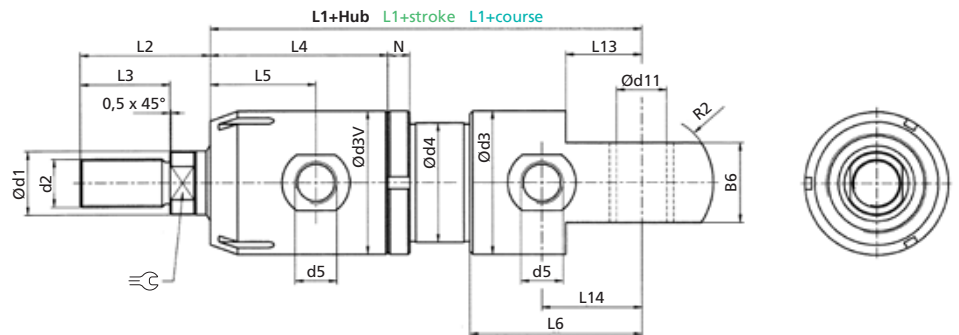 L1+Hub L1+stroke L1+course
L2 L4 N L13
L3 L5 Ød11
0,5 x 45° R2
Ød1 d2 Ød3V Ød4 Ød3 B6
d5 d5
L14
L6